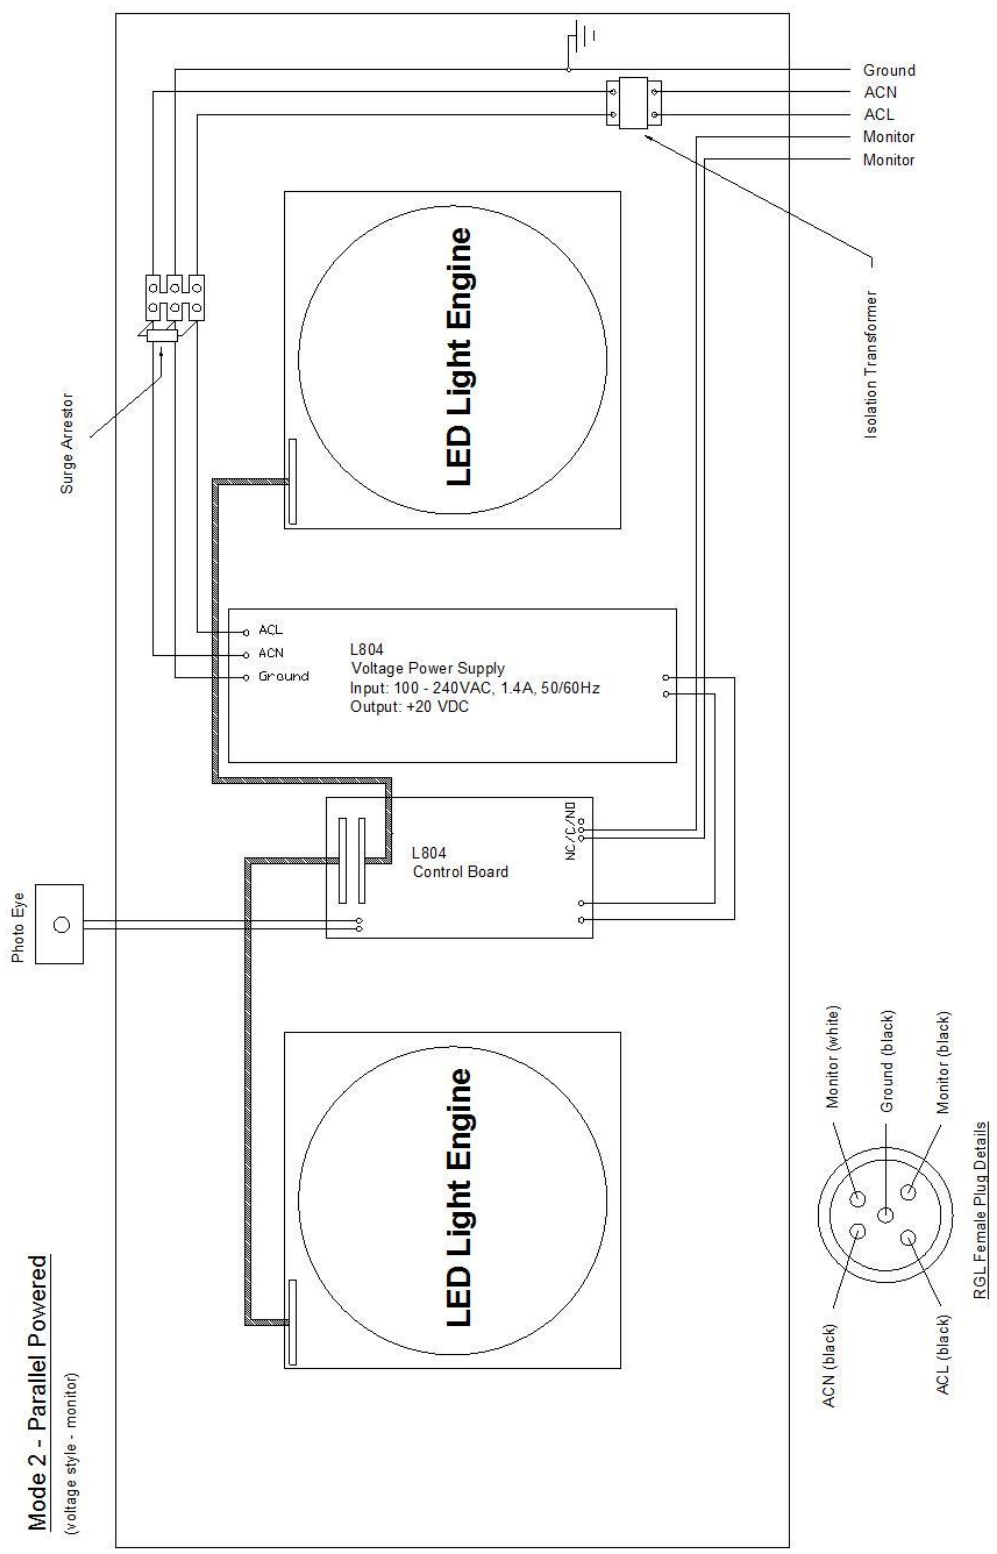 Mode 2 - Parallel Powered
(voltage style - monitor)
Ground
ACN
ACL
Monitor
Monitor
Isolation Transformer
Surge Arrestor
LED Light Engine
ACL
ACN
Ground
L804
Voltage Power Supply
Input: 100 - 240VAC, 1.4A, 50/60Hz
Output: +20 VDC
NC/C/NO
L804
Control Board
Photo Eye
LED Light Engine
Monitor (white)
Ground (black)
Monitor (black)
ACN (black)
ACL (black)
RGL Female Plug Details